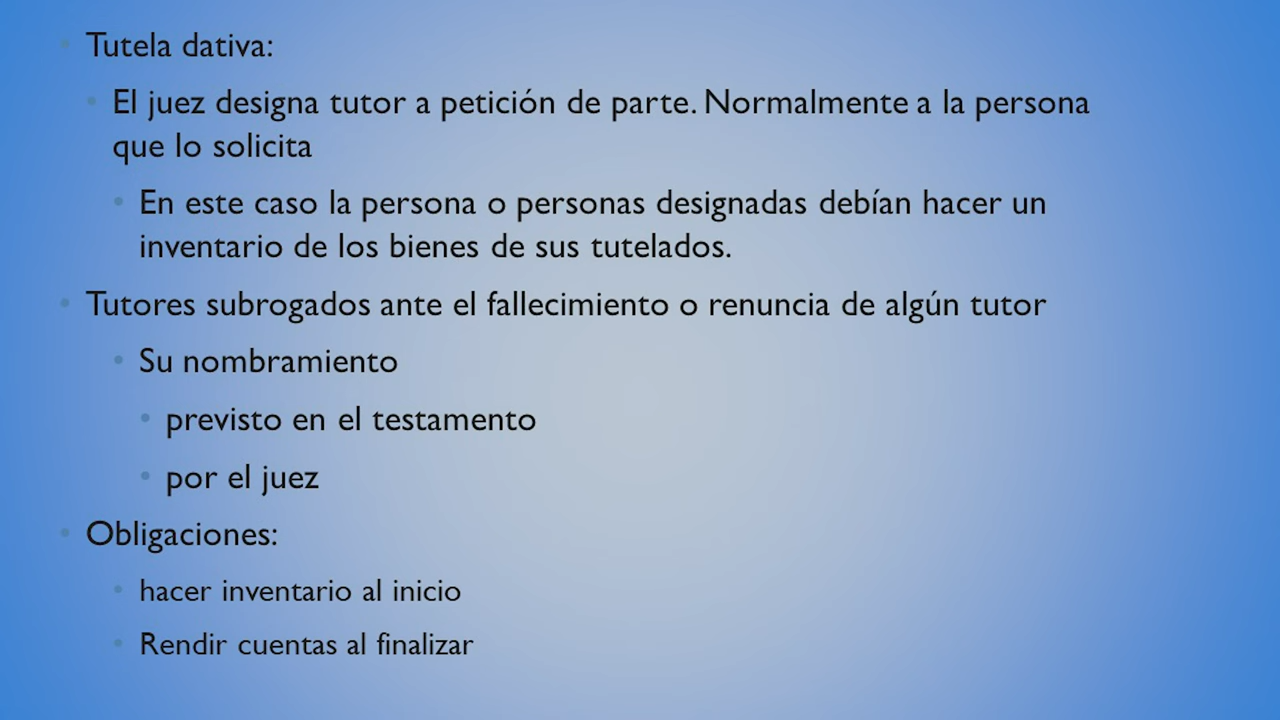 Tutela dativa:
El juez designa tutor a petición de parte. Normalmente a la persona
que lo solicita
En este caso la persona o personas designadas debían hacer un
inventario de los bienes de sus tutelados.
Tutores subrogados ante el fallecimiento o renuncia de algún tutor
Su nombramiento
previsto en el testamento
por el juez
Obligaciones:
hacer inventario al inicio
Rendir cuentas al finalizar